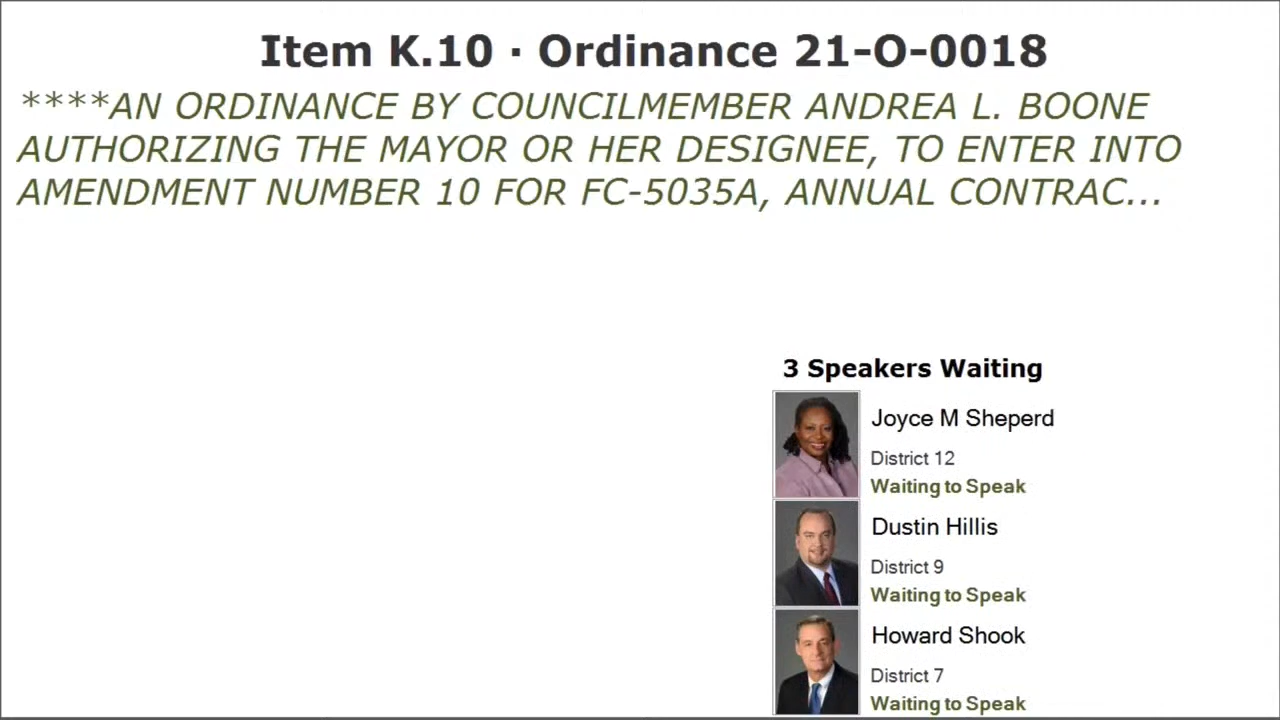 Item K.10 · Ordinance 21-O-0018
****AN ORDINANCE BY COUNCILMEMBER ANDREA L. BOONE
AUTHORIZING THE MAYOR OR HER DESIGNEE, TO ENTER INTO
AMENDMENT NUMBER 10 FOR FC-5035A, ANNUAL CONTRAC...
3 Speakers Waiting
Joyce M Sheperd
District 12
Waiting to Speak
Dustin Hillis
District 9
Waiting to Speak
Howard Shook
District 7
Waiting to Speak